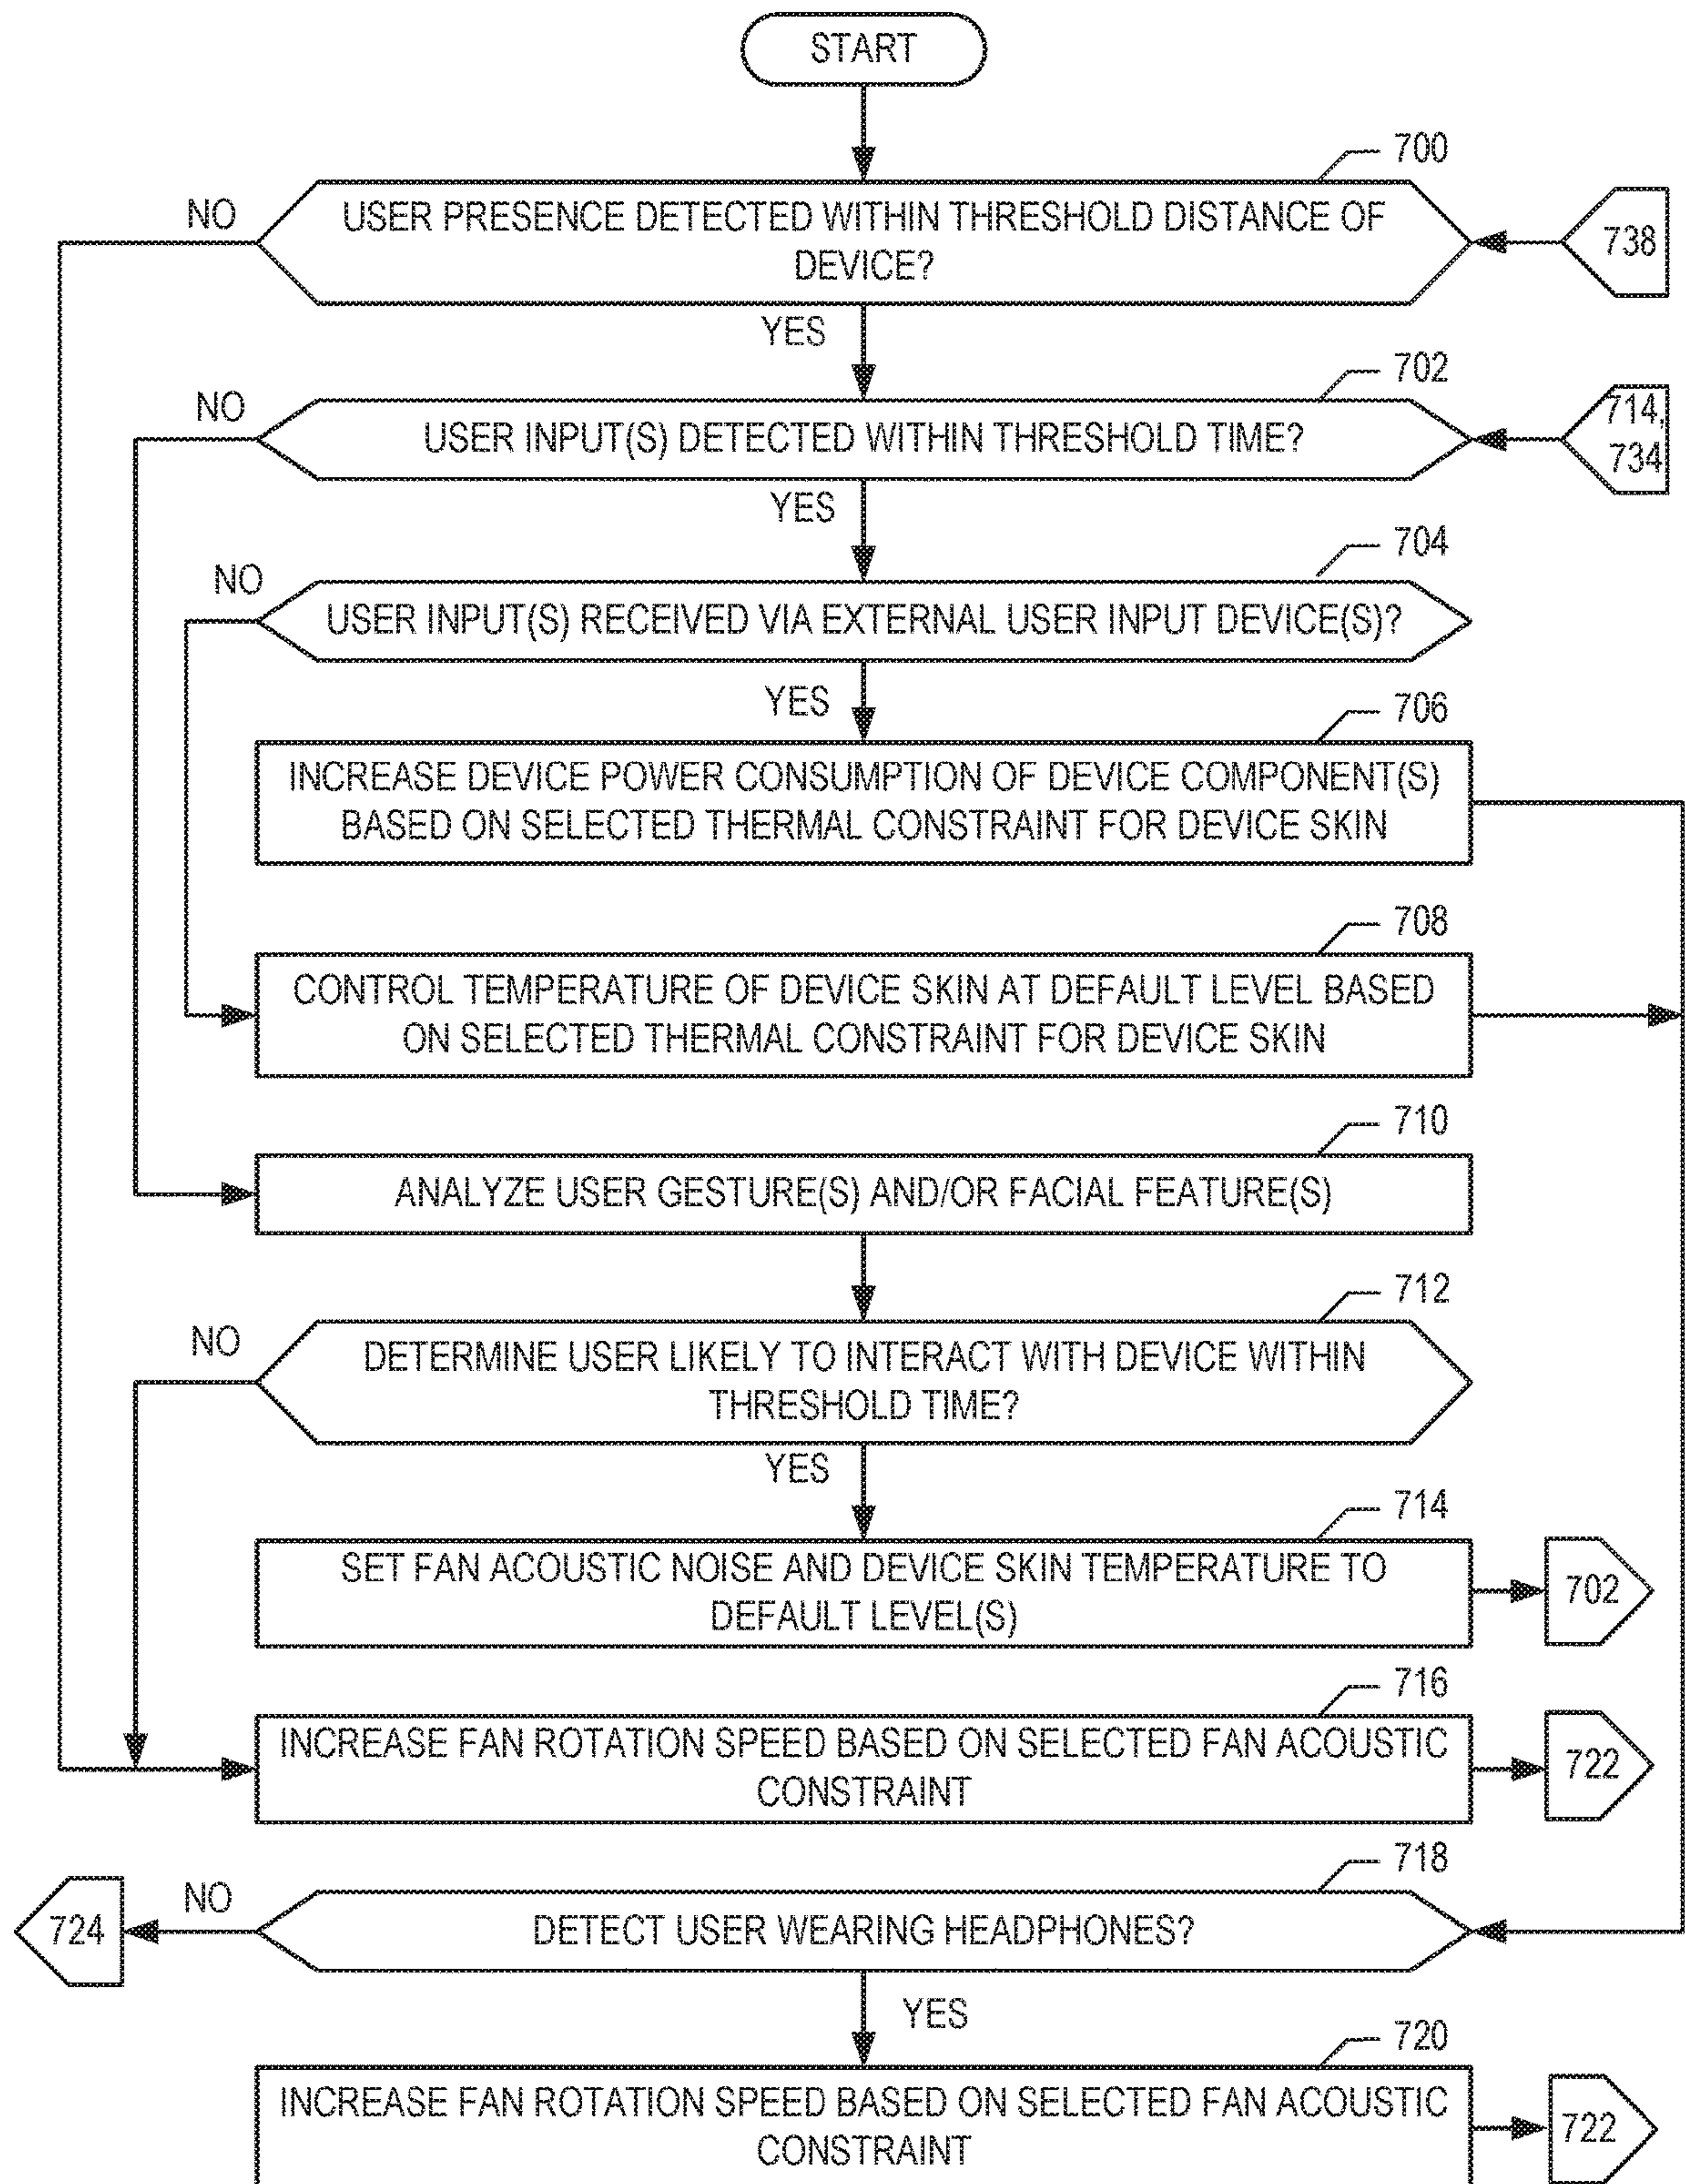 START
700
NO
USER PRESENCE DETECTED WITHIN THRESHOLD DISTANCE OF
DEVICE?
738
YES
702
NO
USER INPUT(S) DETECTED WITHIN THRESHOLD TIME?
714,
734
YES
704
NO
USER INPUT(S) RECEIVED VIA EXTERNAL USER INPUT DEVICE(S)?
YES
706
INCREASE DEVICE POWER CONSUMPTION OF DEVICE COMPONENT(S)
BASED ON SELECTED THERMAL CONSTRAINT FOR DEVICE SKIN
708
CONTROL TEMPERATURE OF DEVICE SKIN AT DEFAULT LEVEL BASED
ON SELECTED THERMAL CONSTRAINT FOR DEVICE SKIN
710
ANALYZE USER GESTURE(S) AND/OR FACIAL FEATURE(S)
712
NO
DETERMINE USER LIKELY TO INTERACT WITH DEVICE WITHIN
THRESHOLD TIME?
YES
714
SET FAN ACOUSTIC NOISE AND DEVICE SKIN TEMPERATURE TO
DEFAULT LEVEL(S)
702
716
INCREASE FAN ROTATION SPEED BASED ON SELECTED FAN ACOUSTIC
CONSTRAINT
722
718
NO
724
DETECT USER WEARING HEADPHONES?
YES
720
INCREASE FAN ROTATION SPEED BASED ON SELECTED FAN ACOUSTIC
CONSTRAINT
722